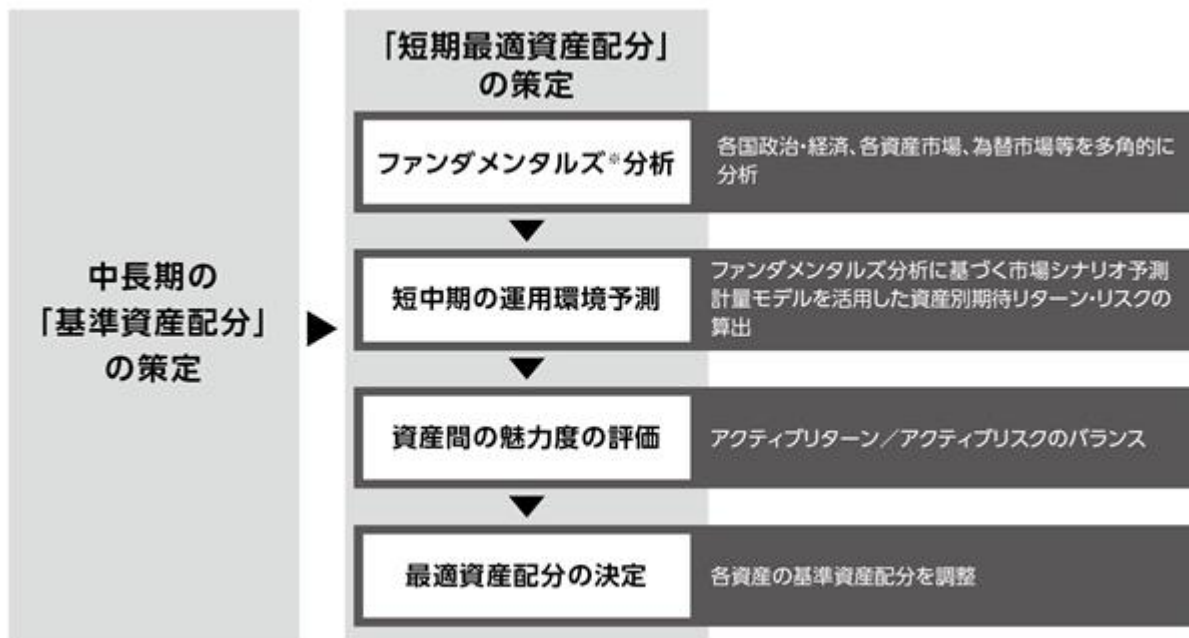 中長期の
「基準資産配分」
の策定
「短期最適資産配分」
の策定
ファンダメンタルズ※分析
各国政治・経済、各資産市場、為替市場等を多角的に
分析
短中期の運用環境予測
ファンダメンタルズ分析に基づく市場シナリオ予測
計量モデルを活用した資産別期待リターン・リスクの
算出
資産間の魅力度の評価
アクティブリターン／アクティブリスクのバランス
最適資産配分の決定
各資産の基準資産配分を調整